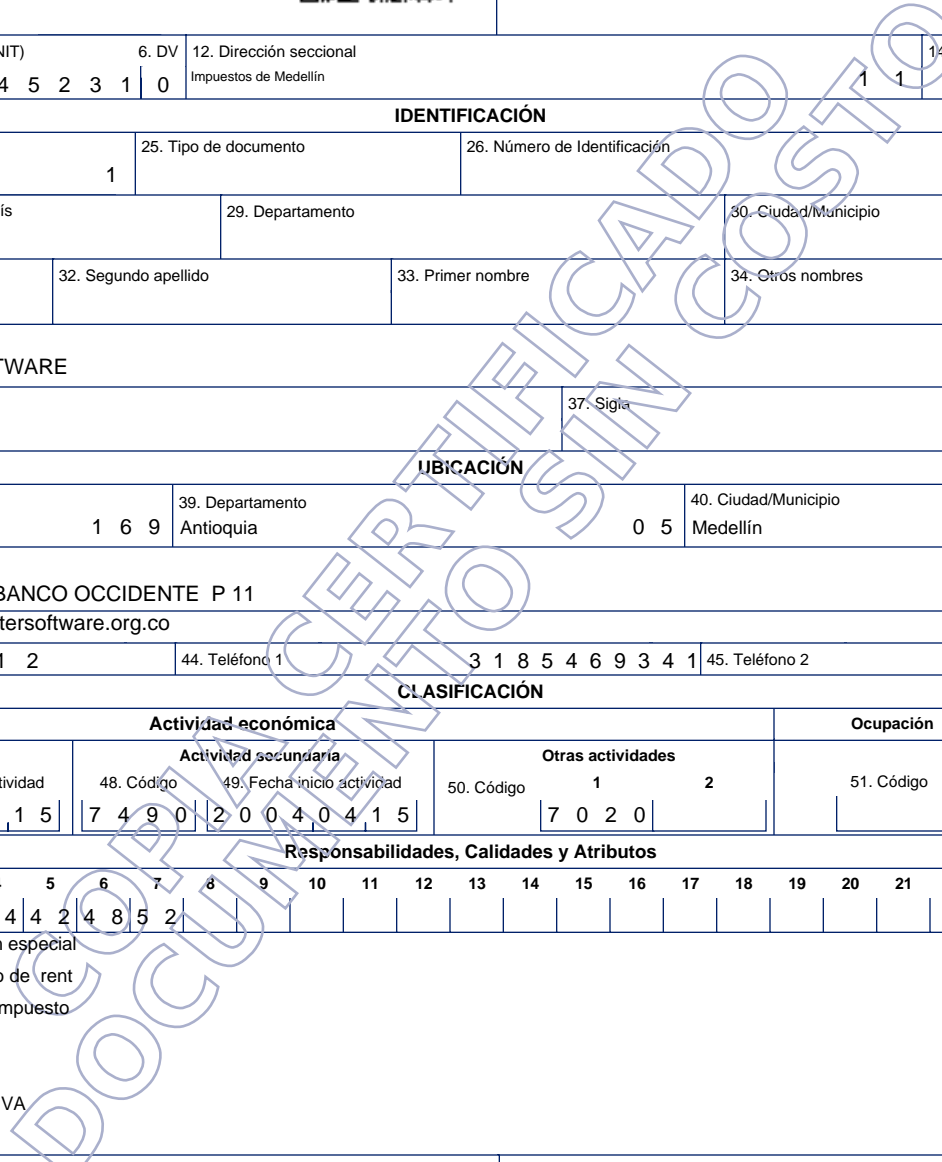 NIT) 6. DV 12. Dirección seccional 14
4 5 2 3 1 0 Impuestos de Medellín 1 1
IDENTIFICACIÓN
25. Tipo de documento 26. Número de Identificación
1
ís 29. Departamento 30. Ciudad/Municipio
32. Segundo apellido 33. Primer nombre 34. Otros nombres
TWARE
37. Sigla
UBICACIÓN
39. Departamento 40. Ciudad/Municipio
1 6 9 Antioquia 0 5 Medellín
BANCO OCCIDENTE P 11
tersoftware.org.co
1 2 44. Teléfono 1 3 1 8 5 4 6 9 3 4 1 45. Teléfono 2
CLASIFICACIÓN
Actividad económica Ocupación
Actividad secundaria Otras actividades
tividad 48. Código 49. Fecha inicio actividad 50. Código 1 2 51. Código
1 5 7 4 9 0 2 0 0 4 0 4 1 5 7 0 2 0
Responsabilidades, Calidades y Atributos
5 6 7 8 9 10 11 12 13 14 15 16 17 18 19 20 21
4 4 2 4 8 5 2
n especial
o de rent
mpuesto
VA
COPIA CERTIFICADO
DOCUMENTO SIN COSTO